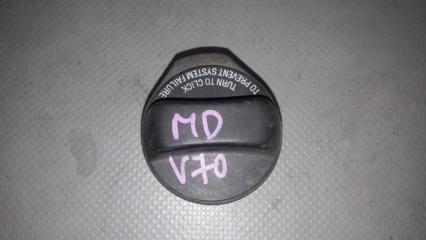 TURN TO CLICK
TO PREVENT SYSTEM FAILURE
MD
V70